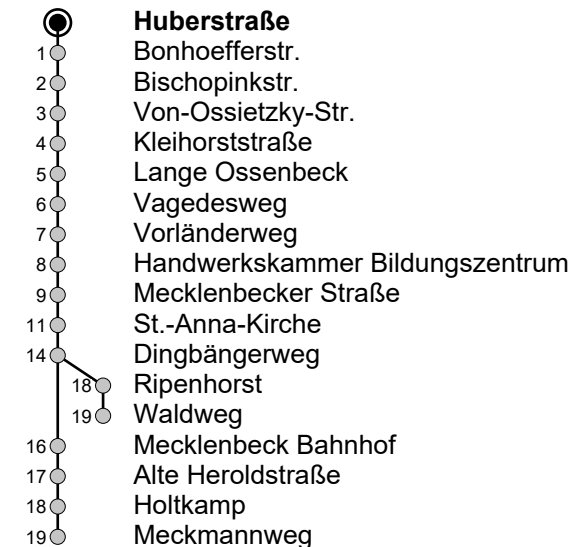 Huberstraße
1 Bonhoefferstr.
2 Bischopinkstr.
3 Von-Ossietzky-Str.
4 Kleihorststraße
5 Lange Ossenbeck
6 Vagedesweg
7 Vorländerweg
8 Handwerkskammer Bildungszentrum
9 Mecklenbecker Straße
11 St.-Anna-Kirche
14 Dingbängerweg
18 Ripenhorst
19 Waldweg
16 Mecklenbeck Bahnhof
17 Alte Heroldstraße
18 Holtkamp
19 Meckmannweg